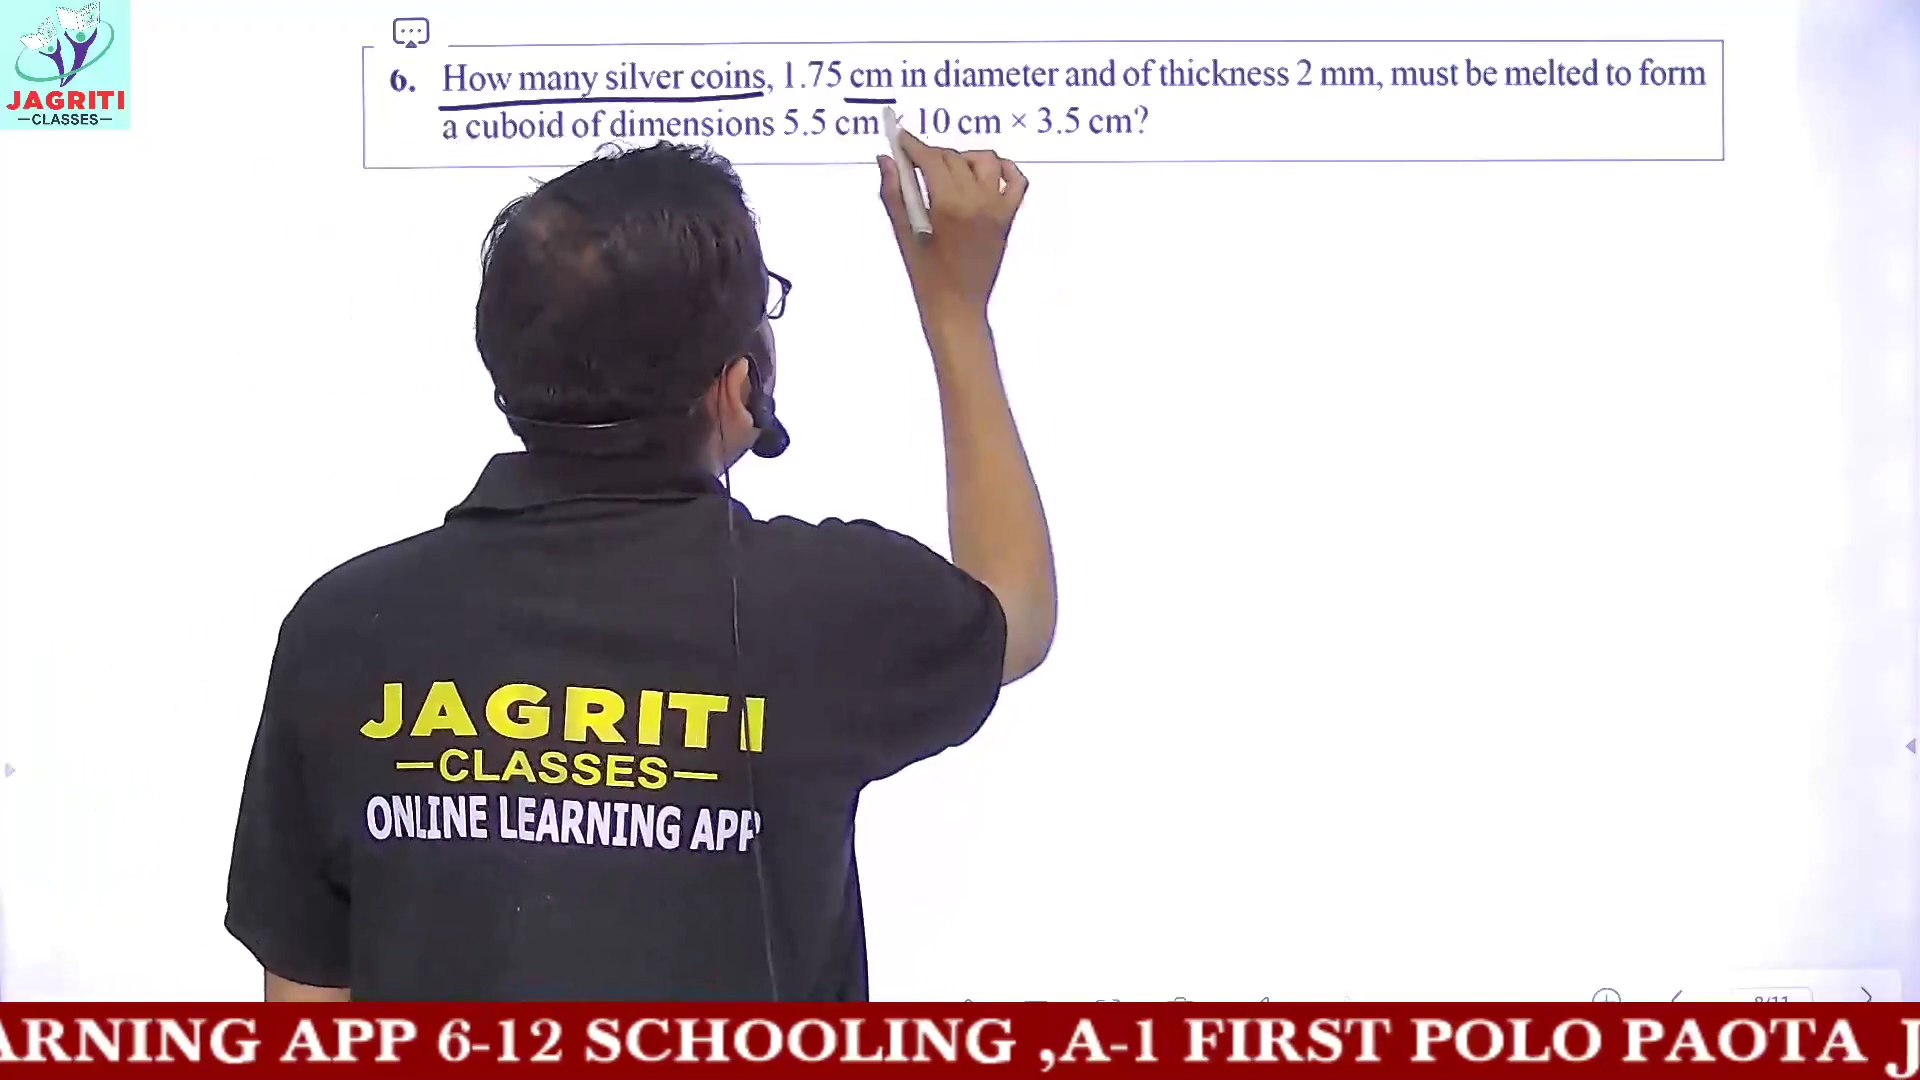 JAGRITI
—CLASSES—
6. How many silver coins, 1.75 cm in diameter and of thickness 2 mm, must be melted to form
a cuboid of dimensions 5.5 cm × 10 cm × 3.5 cm?
JAGRITI
—CLASSES—
ONLINE LEARNING APP
8/11
ARNING APP 6-12 SCHOOLING ,A-1 FIRST POLO PAOTA J